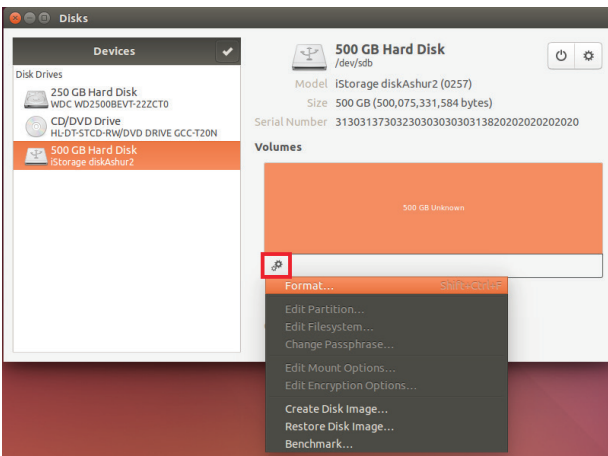 Disks
Devices
Disk Drives
250 GB Hard Disk
WDC WD2500BEVT-22ZCT0
CD/DVD Drive
HL-DT-STCD-RW/DVD DRIVE GCC-T20N
500 GB Hard Disk
iStorage diskAshur2
500 GB Hard Disk
/dev/sdb
Model iStorage diskAshur2 (0257)
Size 500 GB (500,075,331,584 bytes)
Volumes
500 GB Unknown
Format... Shift+Ctrl+F
Edit Partition...
Edit Filesystem...
Change Passphrase...
Edit Mount Options...
Edit Encryption Options...
Create Disk Image...
Restore Disk Image...
Benchmark...